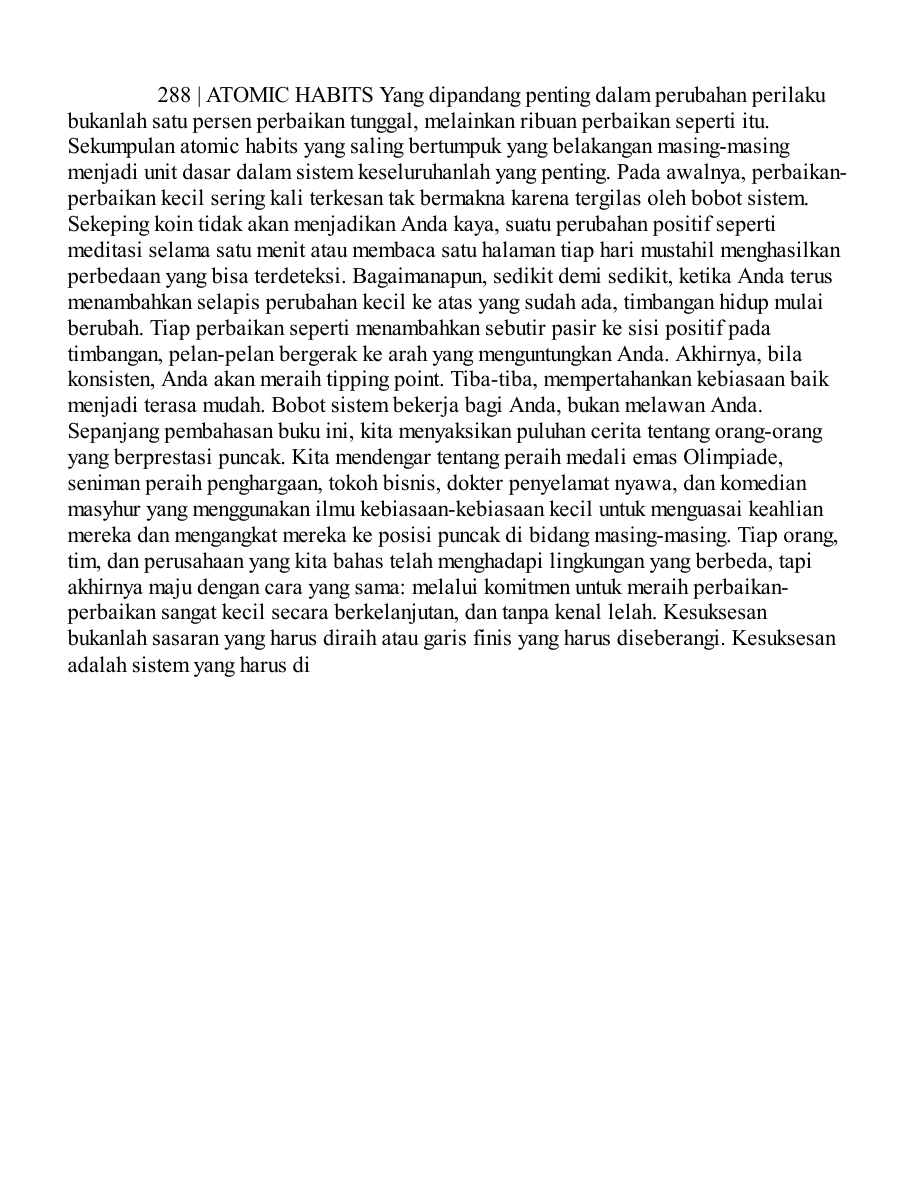 288 | ATOMIC HABITS Yang dipandang penting dalam perubahan perilaku
bukanlah satu persen perbaikan tunggal, melainkan ribuan perbaikan seperti itu.
Sekumpulan atomic habits yang saling bertumpuk yang belakangan masing-masing
menjadi unit dasar dalam sistem keseluruhanlah yang penting. Pada awalnya, perbaikan-
perbaikan kecil sering kali terkesan tak bermakna karena tergilas oleh bobot sistem.
Sekeping koin tidak akan menjadikan Anda kaya, suatu perubahan positif seperti
meditasi selama satu menit atau membaca satu halaman tiap hari mustahil menghasilkan
perbedaan yang bisa terdeteksi. Bagaimanapun, sedikit demi sedikit, ketika Anda terus
menambahkan selapis perubahan kecil ke atas yang sudah ada, timbangan hidup mulai
berubah. Tiap perbaikan seperti menambahkan sebutir pasir ke sisi positif pada
timbangan, pelan-pelan bergerak ke arah yang menguntungkan Anda. Akhirnya, bila
konsisten, Anda akan meraih tipping point. Tiba-tiba, mempertahankan kebiasaan baik
menjadi terasa mudah. Bobot sistem bekerja bagi Anda, bukan melawan Anda.
Sepanjang pembahasan buku ini, kita menyaksikan puluhan cerita tentang orang-orang
yang berprestasi puncak. Kita mendengar tentang peraih medali emas Olimpiade,
seniman peraih penghargaan, tokoh bisnis, dokter penyelamat nyawa, dan komedian
masyhur yang menggunakan ilmu kebiasaan-kebiasaan kecil untuk menguasai keahlian
mereka dan mengangkat mereka ke posisi puncak di bidang masing-masing. Tiap orang,
tim, dan perusahaan yang kita bahas telah menghadapi lingkungan yang berbeda, tapi
akhirnya maju dengan cara yang sama: melalui komitmen untuk meraih perbaikan-
perbaikan sangat kecil secara berkelanjutan, dan tanpa kenal lelah. Kesuksesan
bukanlah sasaran yang harus diraih atau garis finis yang harus diseberangi. Kesuksesan
adalah sistem yang harus di